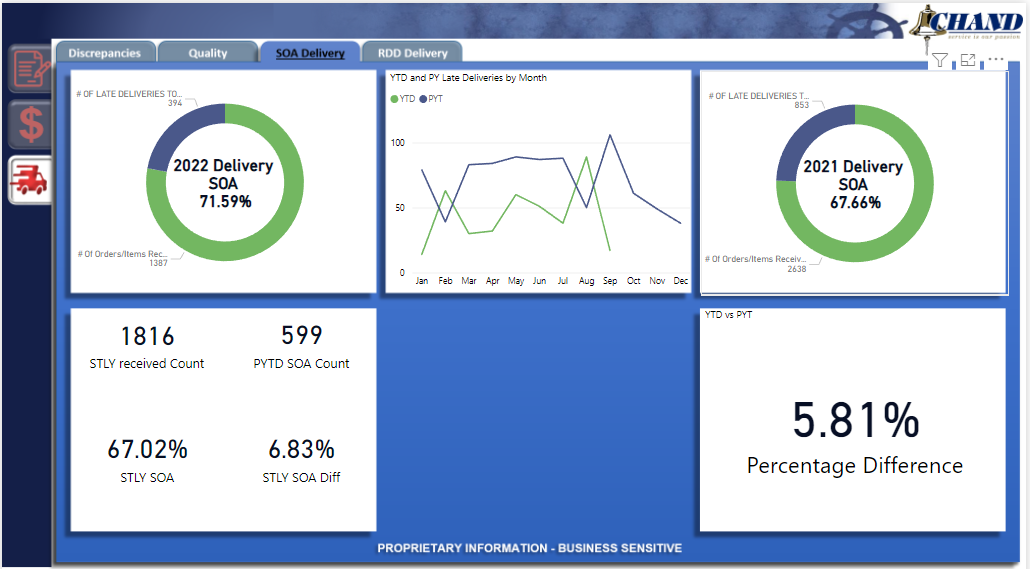 CHAND
service is our passion
Discrepancies
Quality
SOA Delivery
RDD Delivery
# OF LATE DELIVERIES TO...
394
2022 Delivery
SOA
71.59%
# Of Orders/Items Rec...
1387
YTD and PY Late Deliveries by Month
YTD PYT
100
50
0
Jan Feb Mar Apr May Jun Jul Aug Sep Oct Nov Dec
# OF LATE DELIVERIES T...
853
2021 Delivery
SOA
67.66%
# Of Orders/Items Receiv...
2638
1816
STLY received Count
599
PYTD SOA Count
67.02%
STLY SOA
6.83%
STLY SOA Diff
YTD vs PYT
5.81%
Percentage Difference
PROPRIETARY INFORMATION - BUSINESS SENSITIVE